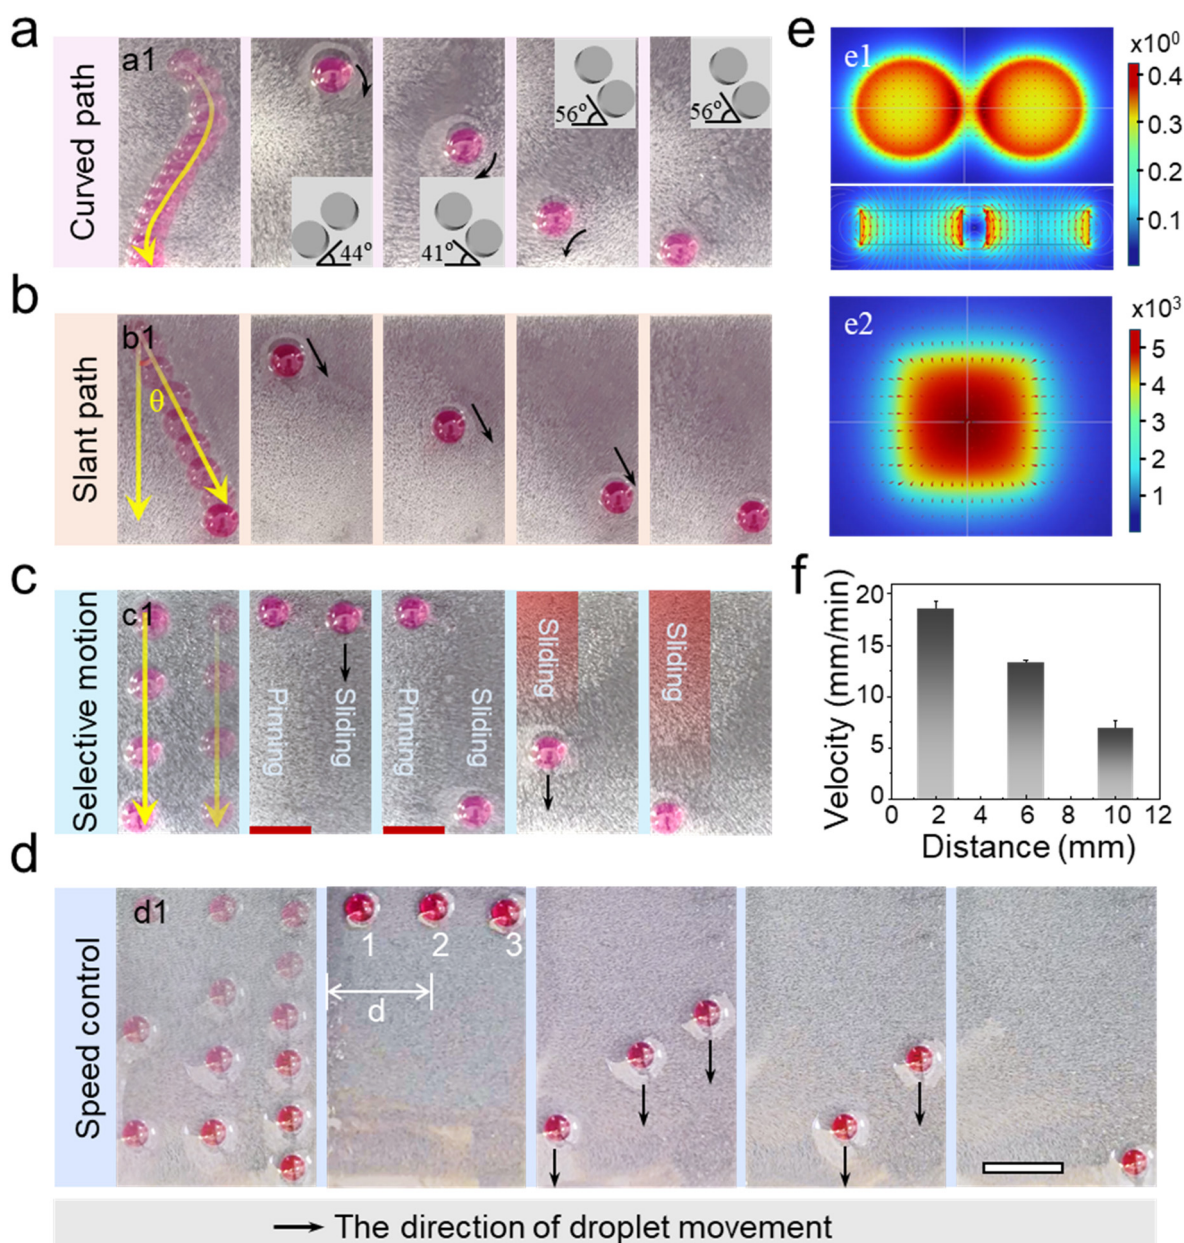 a
Curved path
a1
44°
41°
56°
56°
b
Slant path
b1
θ
c
Selective motion
c1
Pinning
Sliding
Pinning
Sliding
Sliding
Sliding
d
Speed control
d1
1
2
3
d
The direction of droplet movement
e
e1
x10⁰
0.4
0.3
0.2
0.1
e2
x10³
5
4
3
2
1
f
Velocity (mm/min)
20
15
10
5
0
0 2 4 6 8 10 12
Distance (mm)